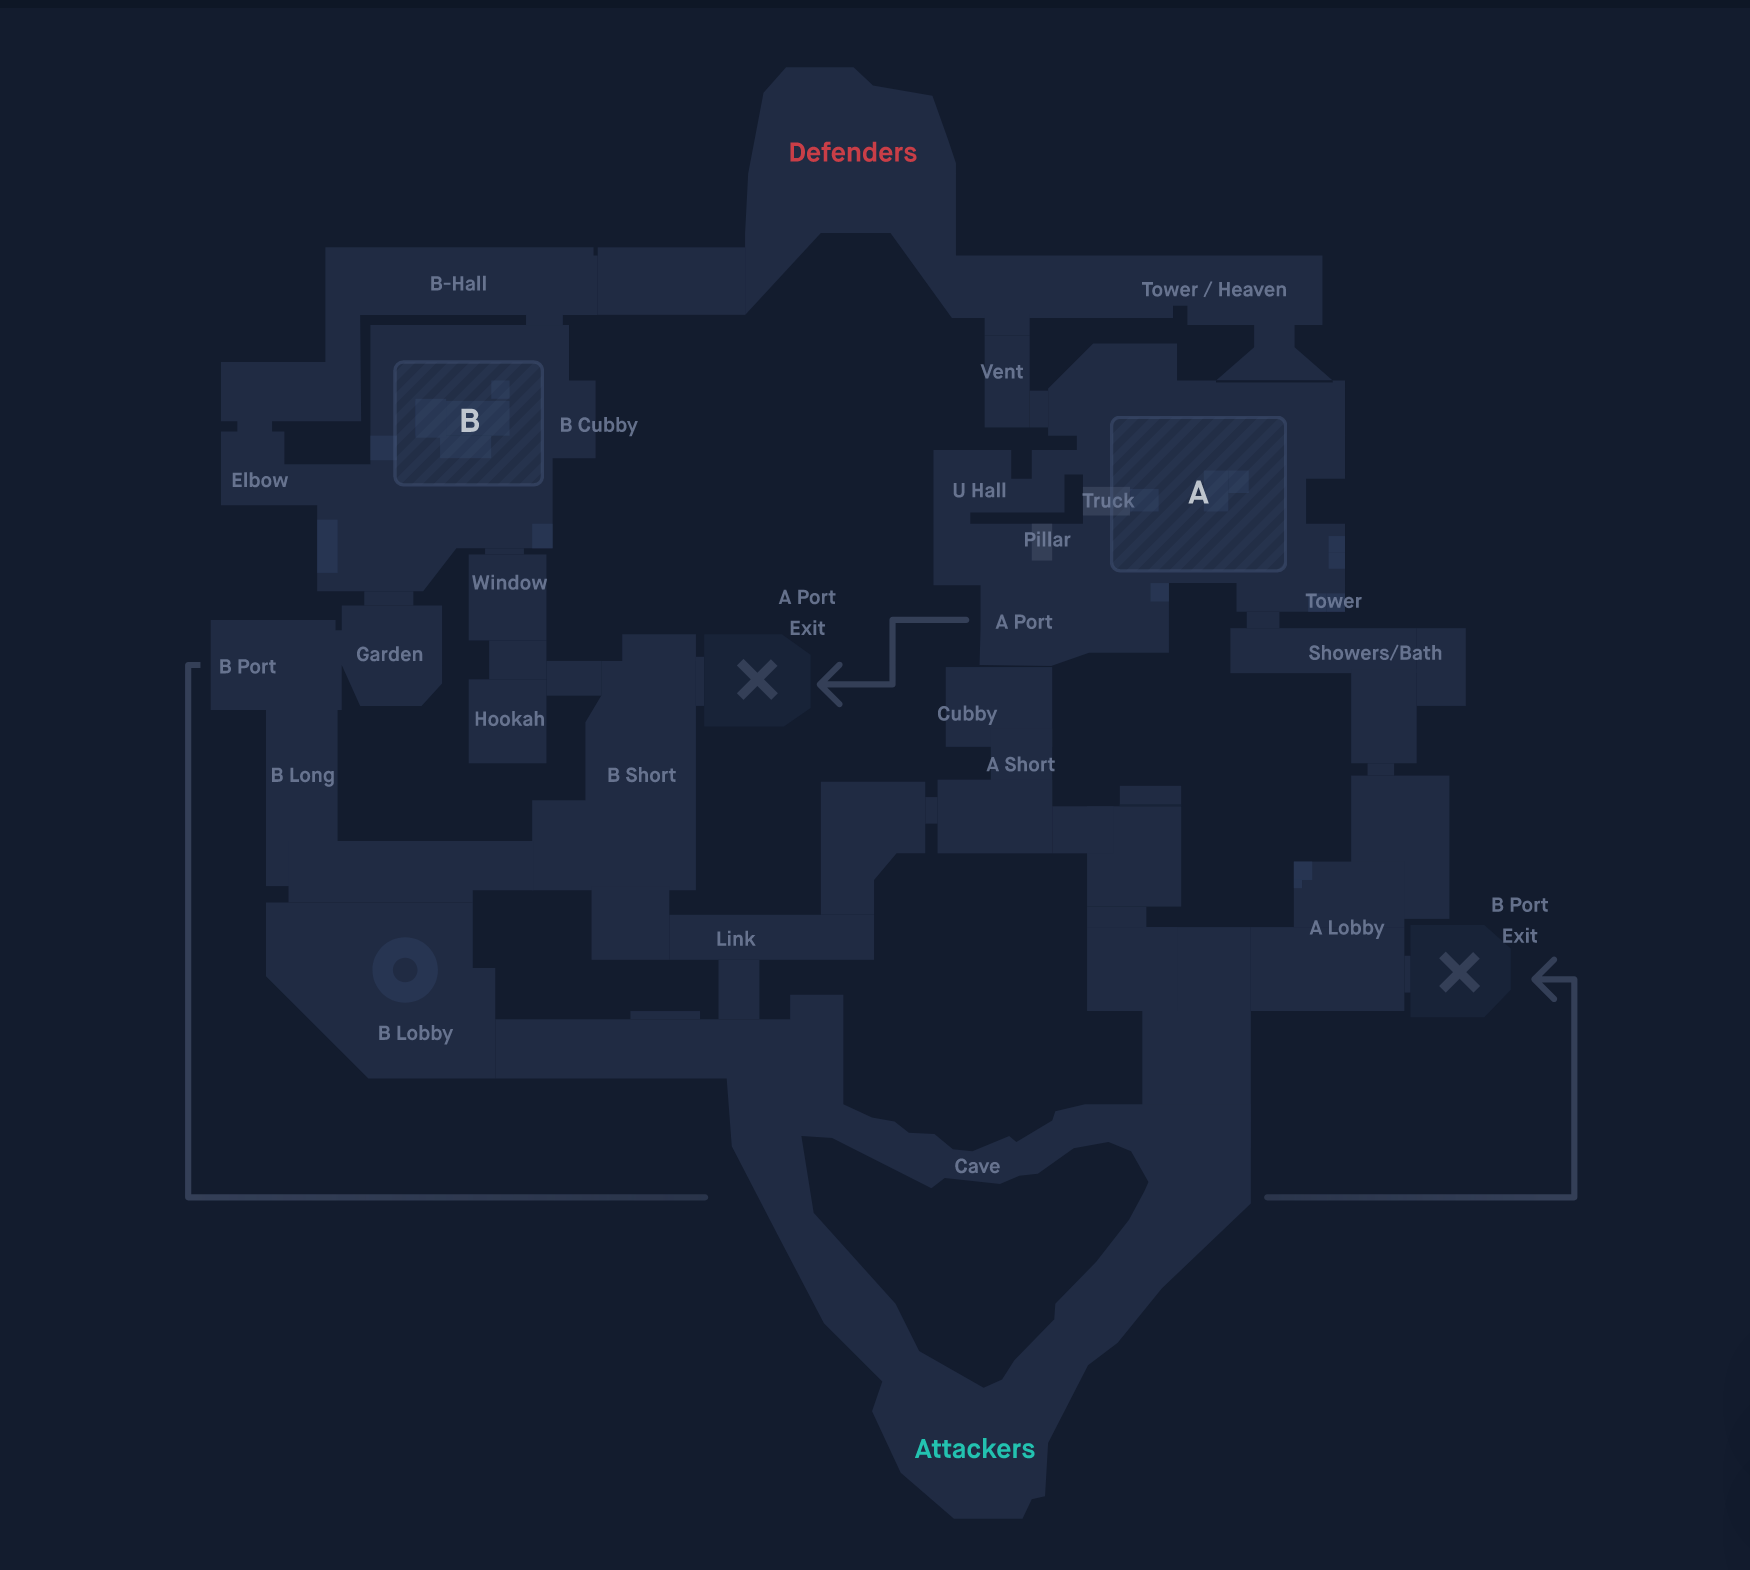 Defenders
B-Hall
Tower / Heaven
Vent
B
B Cubby
Elbow
U Hall
Truck
A
Pillar
Window
A Port
Exit
A Port
Tower
Garden
B Port
Showers/Bath
Hookah
Cubby
B Long
B Short
A Short
Link
A Lobby
B Port
Exit
B Lobby
Cave
Attackers